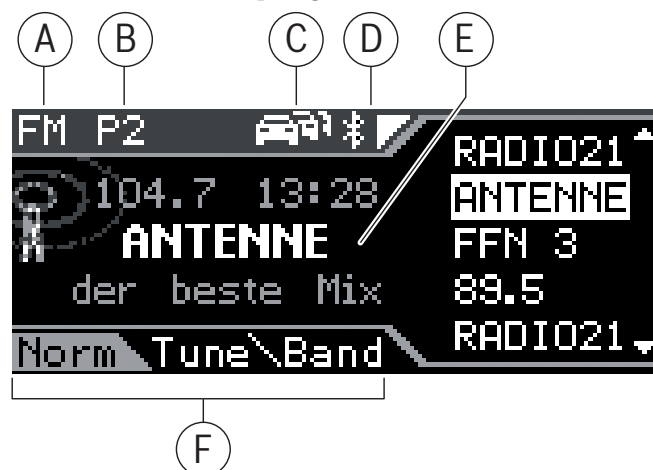 A B C D E
FM P2
104.7 13:28
ANTENNE
der beste Mix
Norm Tune Band
RADIO21
ANTENNE
FFN 3
89.5
RADIO21
F